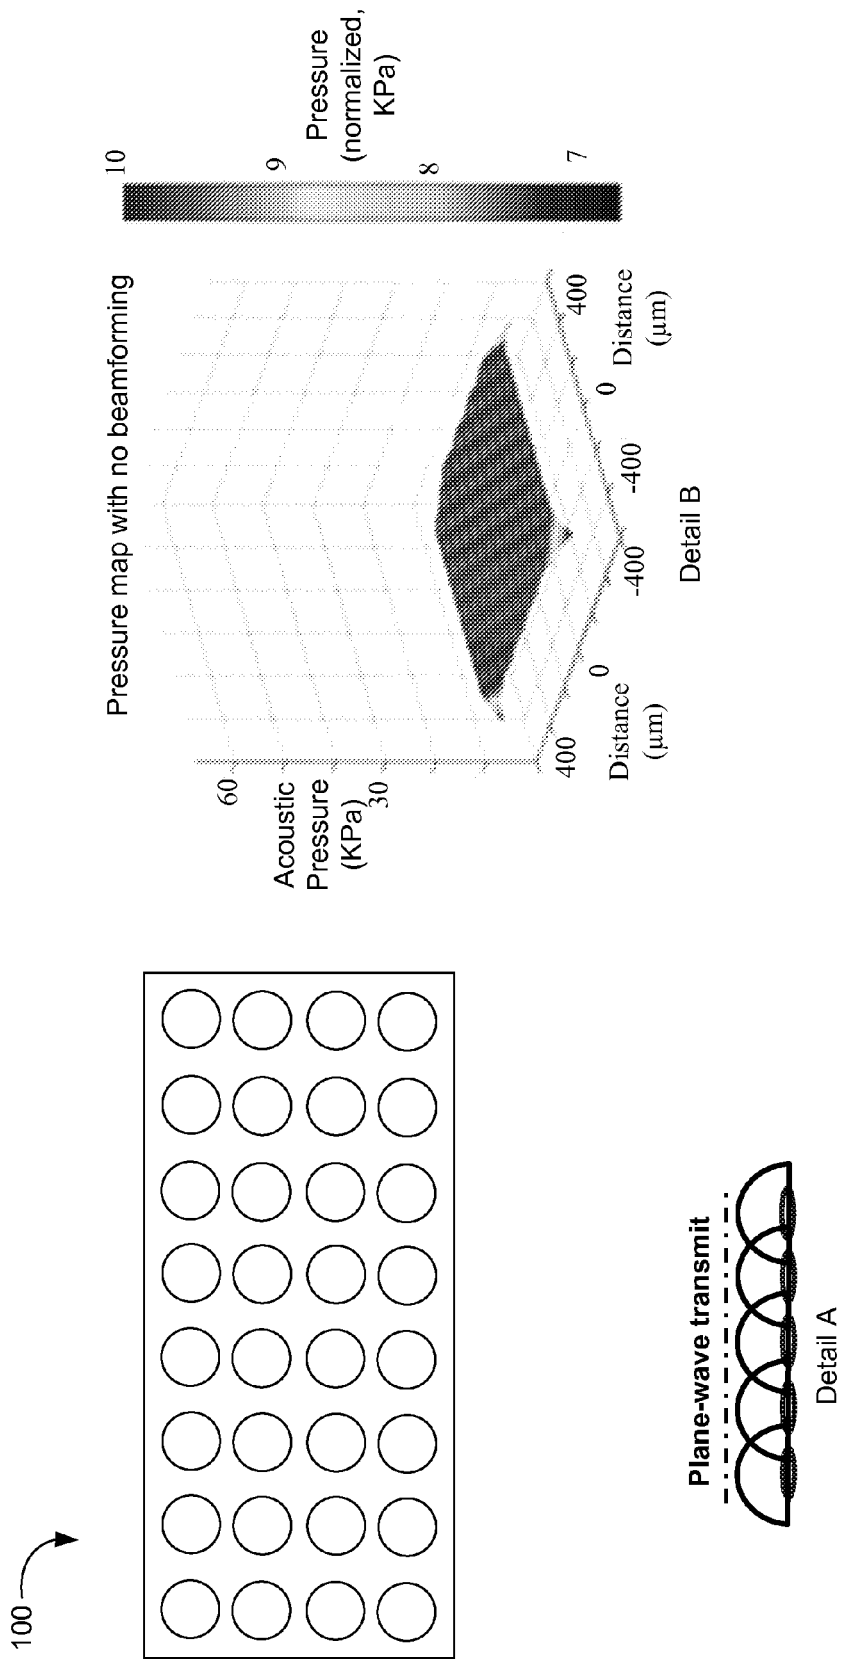 100
Plane-wave transmit
Detail A
Pressure map with no beamforming
60
30
Acoustic
Pressure
(KPa)
400
0
-400
Distance
(μm)
-400
0
400
Distance
(μm)
Detail B
10
9
8
7
Pressure
(normalized,
KPa)